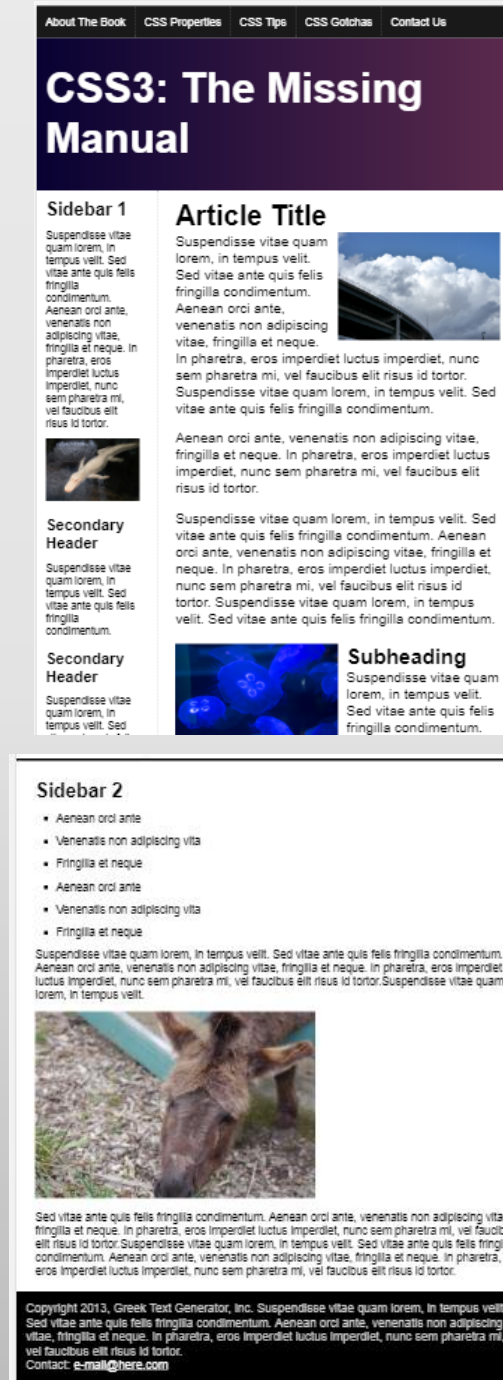 About The Book CSS Properties CSS Tips CSS Gotchas Contact Us
CSS3: The Missing
Manual
Sidebar 1
Suspendisse vitae
quam lorem, in
tempus velit. Sed
vitae ante quis felis
fringilla
condimentum.
Aenean orci ante,
venenatis non
adipiscing vitae,
fringilla et neque. In
pharetra, eros
imperdiet luctus
imperdiet, nunc
sem pharetra mi,
vel faucibus elit
risus id tortor.
Secondary
Header
Suspendisse vitae
quam lorem, in
tempus velit. Sed
vitae ante quis felis
fringilla
condimentum.
Secondary
Header
Suspendisse vitae
quam lorem, in
tempus velit. Sed
Article Title
Suspendisse vitae quam
lorem, in tempus velit.
Sed vitae ante quis felis
fringilla condimentum.
Aenean orci ante,
venenatis non adipiscing
vitae, fringilla et neque.
In pharetra, eros imperdiet luctus imperdiet, nunc
sem pharetra mi, vel faucibus elit risus id tortor.
Suspendisse vitae quam lorem, in tempus velit. Sed
vitae ante quis felis fringilla condimentum.
Aenean orci ante, venenatis non adipiscing vitae,
fringilla et neque. In pharetra, eros imperdiet luctus
imperdiet, nunc sem pharetra mi, vel faucibus elit
risus id tortor.
Suspendisse vitae quam lorem, in tempus velit. Sed
vitae ante quis felis fringilla condimentum. Aenean
orci ante, venenatis non adipiscing vitae, fringilla et
neque. In pharetra, eros imperdiet luctus imperdiet,
nunc sem pharetra mi, vel faucibus elit risus id
tortor. Suspendisse vitae quam lorem, in tempus
velit. Sed vitae ante quis felis fringilla condimentum.
Subheading
Suspendisse vitae quam
lorem, in tempus velit.
Sed vitae ante quis felis
fringilla condimentum.
Sidebar 2
Aenean orci ante
Venenatis non adipiscing vita
Fringilla et neque
Aenean orci ante
Venenatis non adipiscing vita
Fringilla et neque
Suspendisse vitae quam lorem, in tempus velit. Sed vitae ante quis felis fringilla condimentum.
Aenean orci ante, venenatis non adipiscing vitae, fringilla et neque. In pharetra, eros imperdiet
luctus imperdiet, nunc sem pharetra mi, vel faucibus elit risus id tortor.Suspendisse vitae quam
lorem, in tempus velit.
Sed vitae ante quis felis fringilla condimentum. Aenean orci ante, venenatis non adipiscing vita
fringilla et neque. In pharetra, eros imperdiet luctus imperdiet, nunc sem pharetra mi, vel faucib
elit risus id tortor.Suspendisse vitae quam lorem, in tempus velit. Sed vitae ante quis felis fringi
condimentum. Aenean orci ante, venenatis non adipiscing vitae, fringilla et neque. In pharetra,
eros imperdiet luctus imperdiet, nunc sem pharetra mi, vel faucibus elit risus id tortor.
Copyright 2013, Greek Text Generator, Inc. Suspendisse vitae quam lorem, in tempus velit
Sed vitae ante quis felis fringilla condimentum. Aenean orci ante, venenatis non adipiscing
vitae, fringilla et neque. In pharetra, eros imperdiet luctus imperdiet, nunc sem pharetra mi,
vel faucibus elit risus id tortor.
Contact: e-mail@here.com